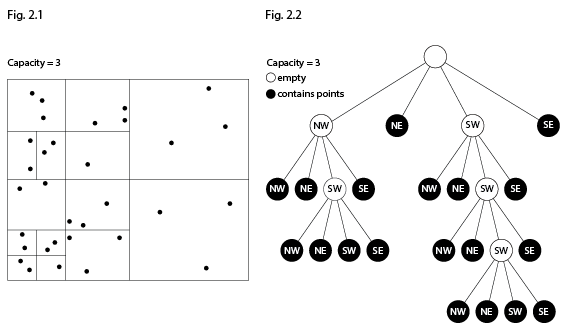 Fig. 2.1
Fig. 2.2
Capacity = 3
Capacity = 3
empty
contains points
NW NE SW SE
NW NE SW SE NW NE SW SE
NW NE SW SE NW NE SW SE
NW NE SW SE